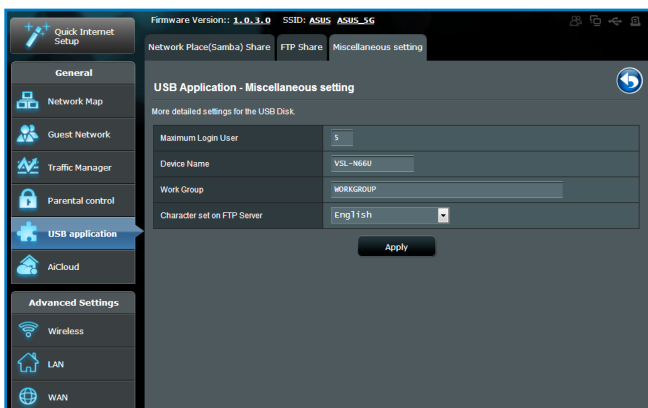 Quick Internet
Setup
Firmware Version:: 1.0.3.0 SSID: ASUS ASUS_5G
Network Place(Samba) Share FTP Share Miscellaneous setting
General
Network Map
Guest Network
Traffic Manager
Parental control
USB application
AiCloud
Advanced Settings
Wireless
LAN
WAN
USB Application - Miscellaneous setting
More detailed settings for the USB Disk.
Maximum Login User 5
Device Name VSL-N66U
Work Group WORKGROUP
Character set on FTP Server English
Apply